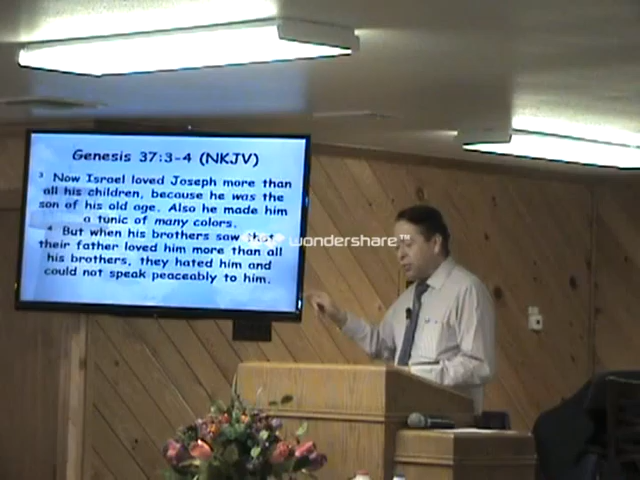 Genesis 37:3-4 (NKJV)
3 Now Israel loved Joseph more than
all his children, because he was the
son of his old age. Also he made him
a tunic of many colors.
4 But when his brothers saw that
their father loved him more than all
his brothers, they hated him and
could not speak peaceably to him.
wondershare™